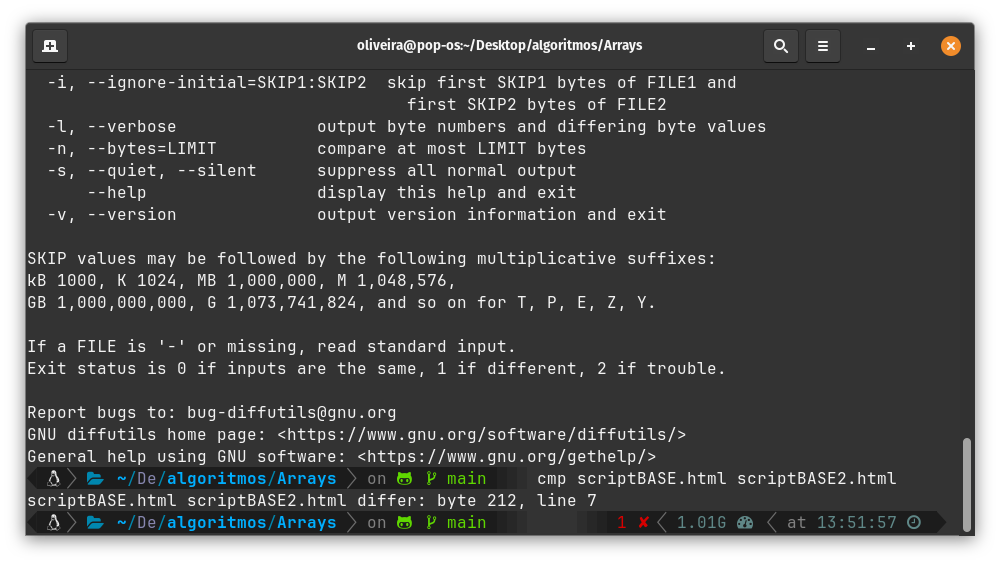 oliveira@pop-os:~/Desktop/algoritmos/Arrays
-i, --ignore-initial=SKIP1:SKIP2  skip first SKIP1 bytes of FILE1 and
first SKIP2 bytes of FILE2
-l, --verbose              output byte numbers and differing byte values
-n, --bytes=LIMIT          compare at most LIMIT bytes
-s, --quiet, --silent      suppress all normal output
--help                 display this help and exit
-v, --version              output version information and exit
SKIP values may be followed by the following multiplicative suffixes:
kB 1000, K 1024, MB 1,000,000, M 1,048,576,
GB 1,000,000,000, G 1,073,741,824, and so on for T, P, E, Z, Y.
If a FILE is '-' or missing, read standard input.
Exit status is 0 if inputs are the same, 1 if different, 2 if trouble.
Report bugs to: bug-diffutils@gnu.org
GNU diffutils home page: <https://www.gnu.org/software/diffutils/>
General help using GNU software: <https://www.gnu.org/gethelp/>
~/De/algoritmos/Arrays on main cmp scriptBASE.html scriptBASE2.html
scriptBASE.html scriptBASE2.html differ: byte 212, line 7
~/De/algoritmos/Arrays on main 1 ✘ 1.01G at 13:51:57